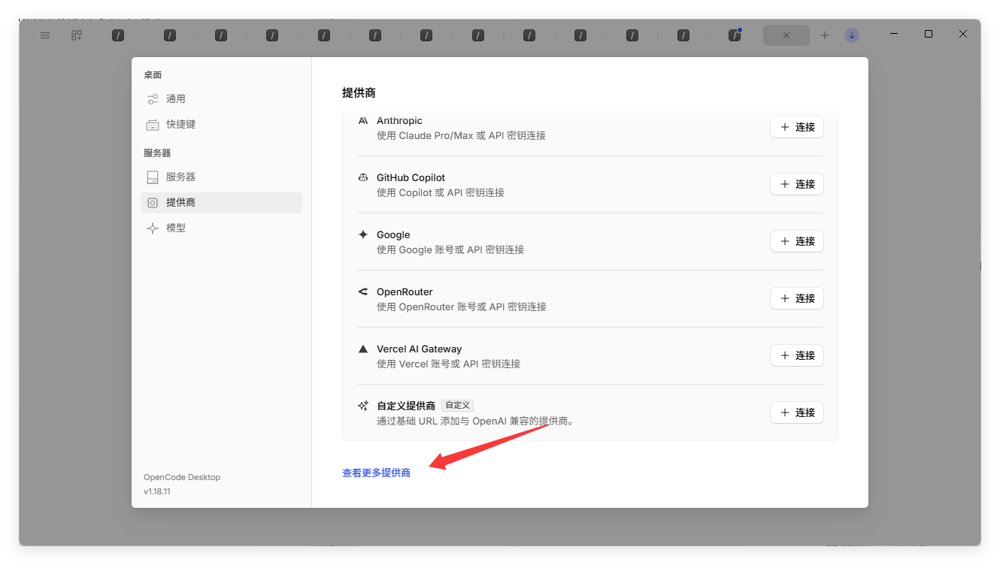 桌面
通用
快捷键
服务器
服务器
提供商
模型
OpenCode Desktop
v1.18.11
提供商
Anthropic
使用 Claude Pro/Max 或 API 密钥连接
连接
GitHub Copilot
使用 Copilot 或 API 密钥连接
连接
Google
使用 Google 账号或 API 密钥连接
连接
OpenRouter
使用 OpenRouter 账号或 API 密钥连接
连接
Vercel AI Gateway
使用 Vercel 账号或 API 密钥连接
连接
自定义提供商 自定义
通过基础 URL 添加与 OpenAI 兼容的提供商。
连接
查看更多提供商